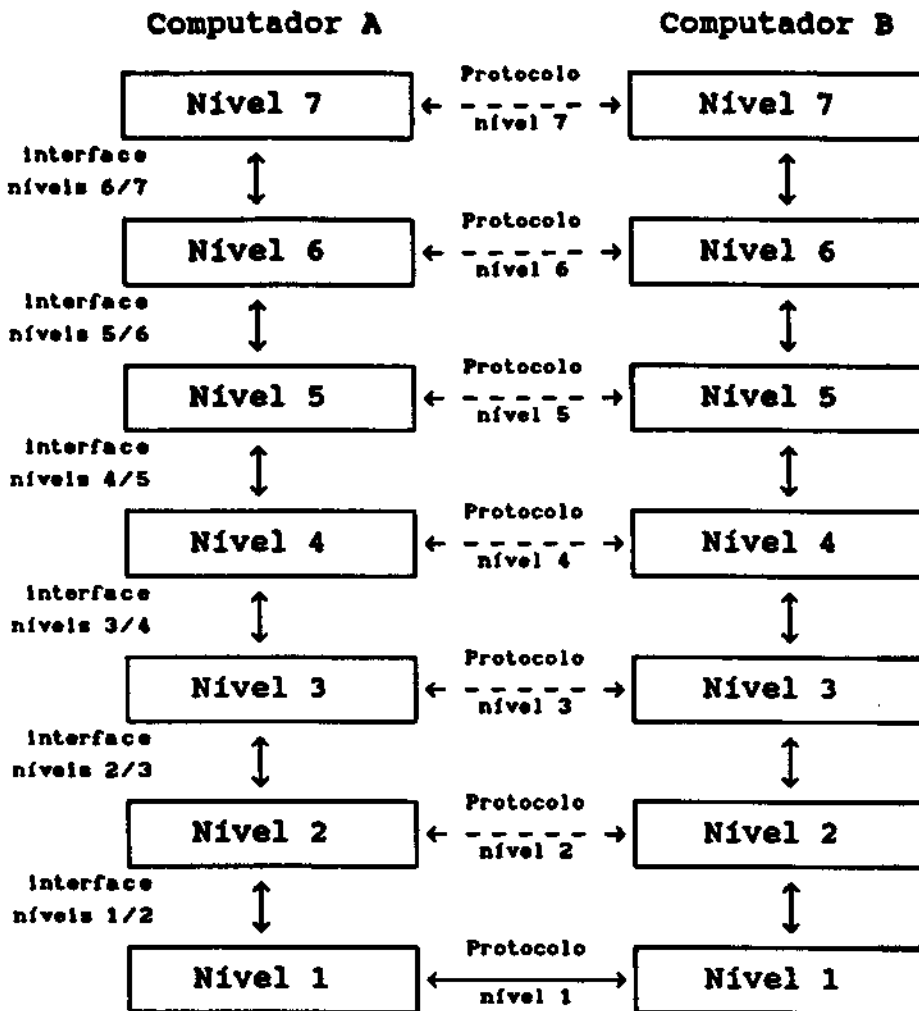 Computador A
Computador B
Nível 7
Protocolo
nível 7
Nível 7
interface
níveis 6/7
Nível 6
Protocolo
nível 6
Nível 6
interface
níveis 5/6
Nível 5
Protocolo
nível 5
Nível 5
interface
níveis 4/5
Nível 4
Protocolo
nível 4
Nível 4
interface
níveis 3/4
Nível 3
Protocolo
nível 3
Nível 3
interface
níveis 2/3
Nível 2
Protocolo
nível 2
Nível 2
interface
níveis 1/2
Nível 1
Protocolo
nível 1
Nível 1